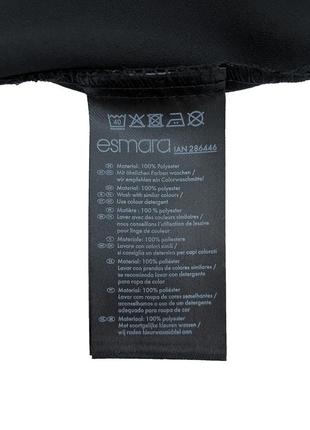 40
esmara IAN 286446
Material: 100% Polyester
Mit ähnlichen Farben waschen /
wir empfehlen ein Colorwaschmittel
Material: 100% Polyester
Wash with similar colours /
Use colour detergent
Matière : 100% Polyester
Laver avec des couleurs similaires /
nous conseillons l'utilisation de lessive
pour linge de couleur
Materiale: 100% Poliestere
Lavare con colori simili /
si consiglia un detersivo per capi colorati
Material: 100% poliéster
Lavar con prendas de colores similares /
se recomienda el uso de detergente
para ropa de color
Material: 100% poliéster
Lavar com roupa de cores semelhantes /
aconselhamos o uso de um detergente
adequado para roupa de cor
Materiaal: 100% polyester
Met soortgelijke kleuren wassen /
wij raden kleurwasmiddel aan